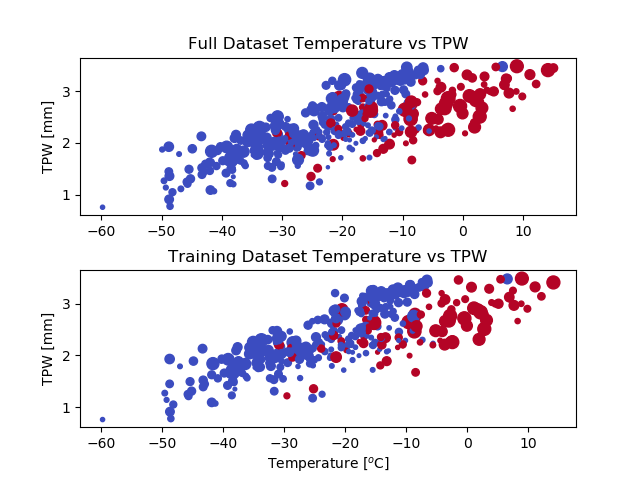 Full Dataset Temperature vs TPW
TPW [mm]
3
2
1
−60 −50 −40 −30 −20 −10 0 10
Training Dataset Temperature vs TPW
TPW [mm]
3
2
1
−60 −50 −40 −30 −20 −10 0 10
Temperature [°C]